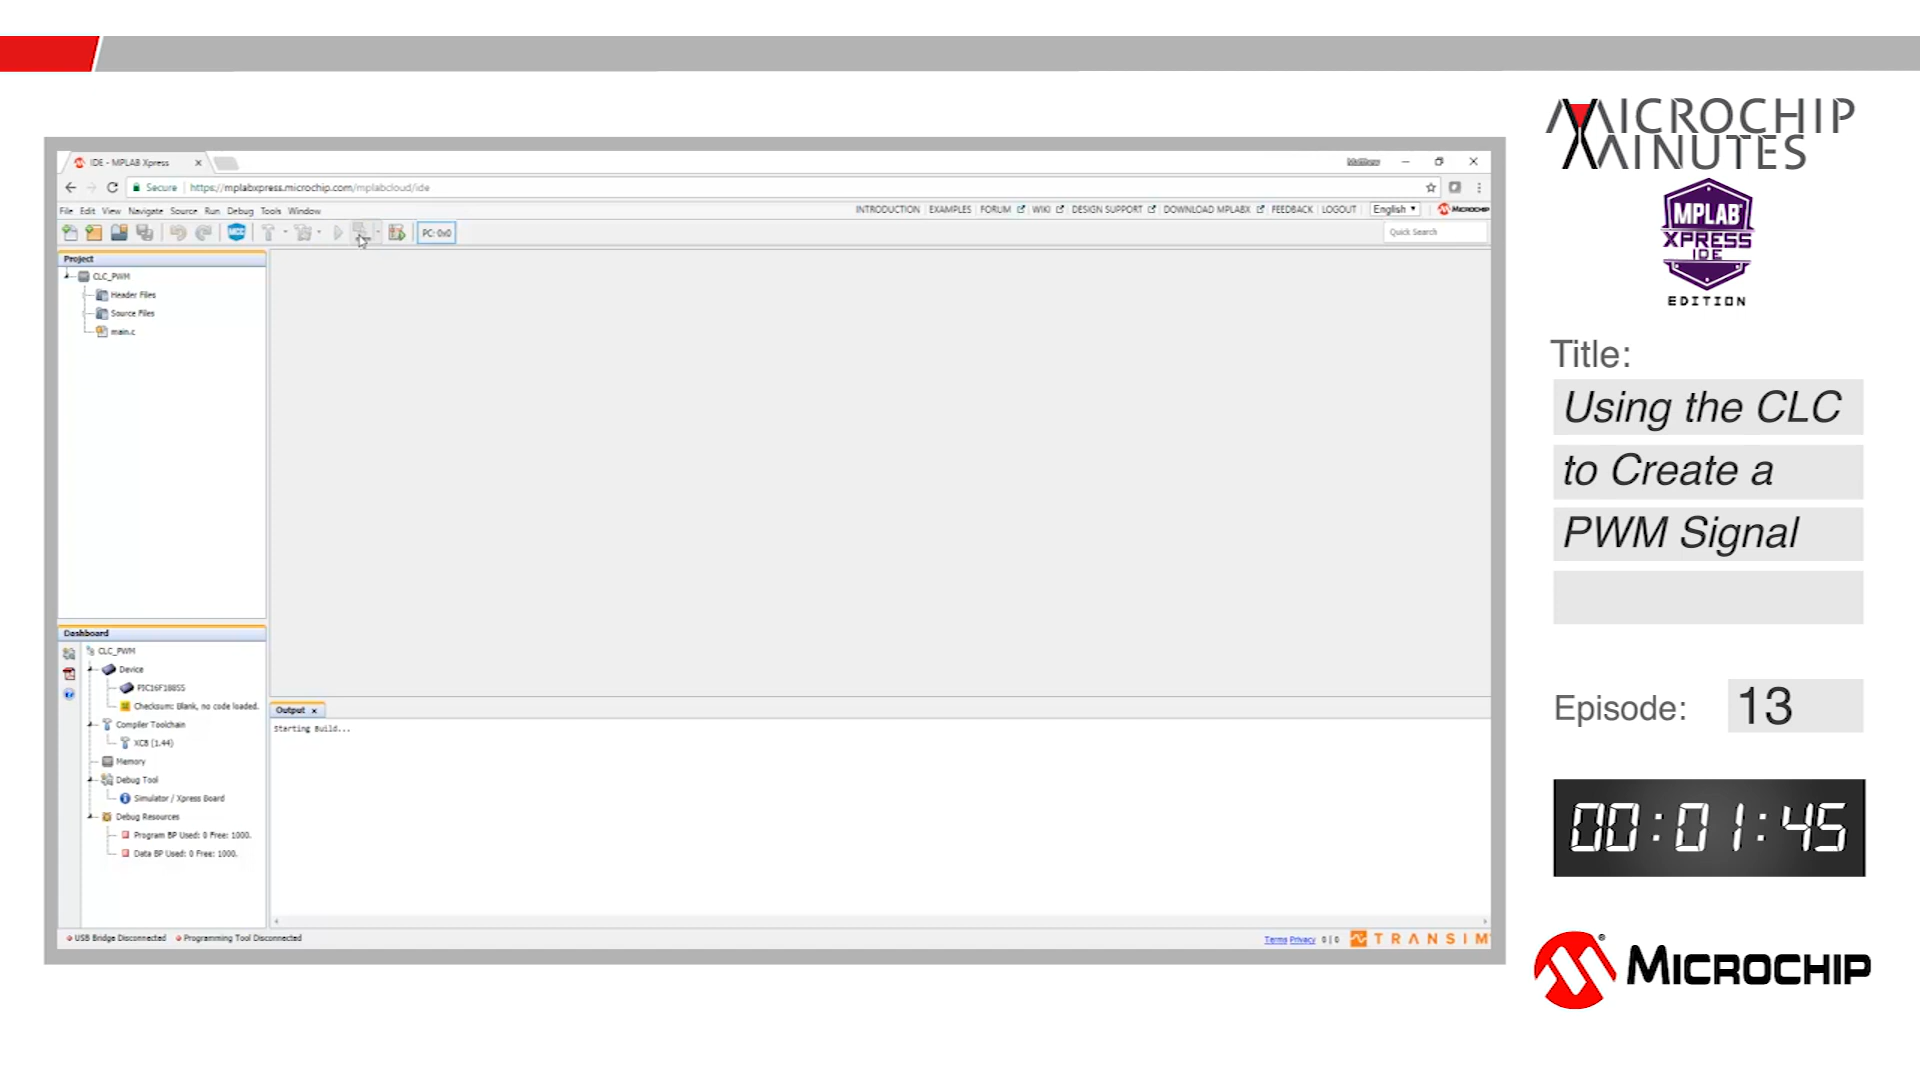 MICROCHIP
MINUTES
MPLAB
XPRESS
IDE
EDITION
Title:
Using the CLC
to Create a
PWM Signal
Episode: 13
00:01:45
MICROCHIP
IDE - MPLAB Xpress
Secure https://mplabxpress.microchip.com/mplabcloud/ide
File Edit View Navigate Source Run Debug Tools Window
INTRODUCTION EXAMPLES FORUM WIKI DESIGN SUPPORT DOWNLOAD MPLABX FEEDBACK LOGOUT English MICROCHIP
MCC PC: 0x0 Quick Search
Project
CLC_PWM
Header Files
Source Files
main.c
Dashboard
CLC_PWM
Device
PIC16F18855
Checksum: Blank, no code loaded.
Compiler Toolchain
XC8 (1.44)
Memory
Debug Tool
Simulator / Xpress Board
Debug Resources
Program BP Used: 0 Free: 1000.
Data BP Used: 0 Free: 1000.
Output
Starting Build...
USB Bridge Disconnected Programming Tool Disconnected
Terms Privacy 0 | 0 TRANSIM